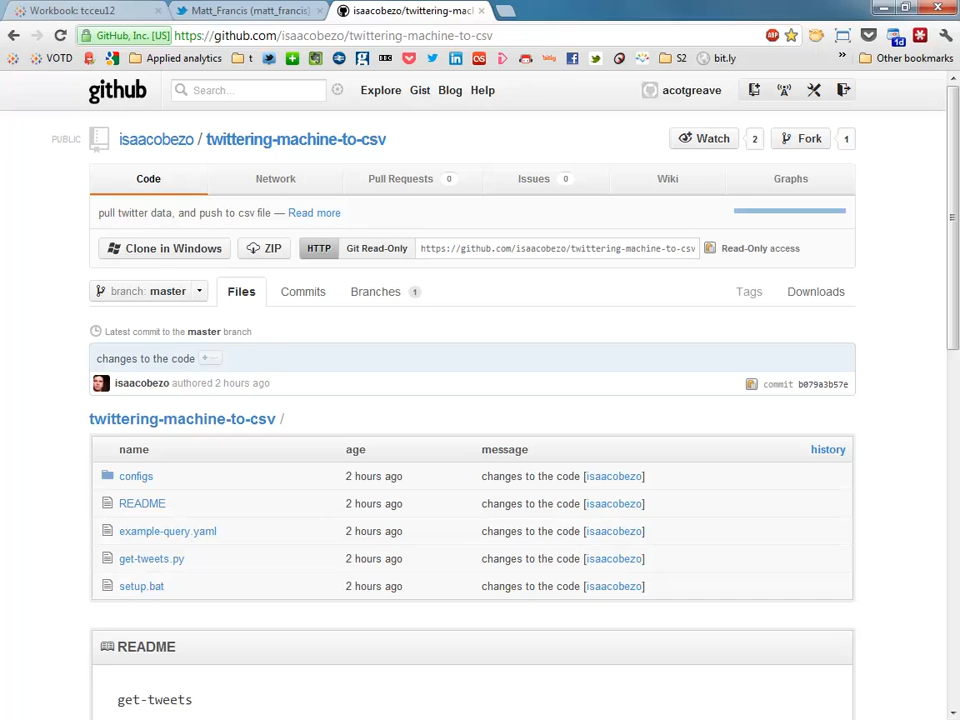 Workbook: tcceu12
Matt_Francis (matt_francis)
isaacobezo/twittering-mac
GitHub, Inc. [US] https://github.com/isaacobezo/twittering-machine-to-csv
VOTD Applied analytics t S2 bit.ly » Other bookmarks
github Search... Explore Gist Blog Help acotgreave
PUBLIC isaacobezo / twittering-machine-to-csv Watch 2 Fork 1
Code Network Pull Requests 0 Issues 0 Wiki Graphs
pull twitter data, and push to csv file — Read more
Clone in Windows ZIP HTTP Git Read-Only https://github.com/isaacobezo/twittering-machine-to-csv Read-Only access
branch: master Files Commits Branches 1 Tags Downloads
Latest commit to the master branch
changes to the code
isaacobezo authored 2 hours ago commit b079a3b57e
twittering-machine-to-csv /
name age message history
configs 2 hours ago changes to the code [isaacobezo]
README 2 hours ago changes to the code [isaacobezo]
example-query.yaml 2 hours ago changes to the code [isaacobezo]
get-tweets.py 2 hours ago changes to the code [isaacobezo]
setup.bat 2 hours ago changes to the code [isaacobezo]
README
get-tweets